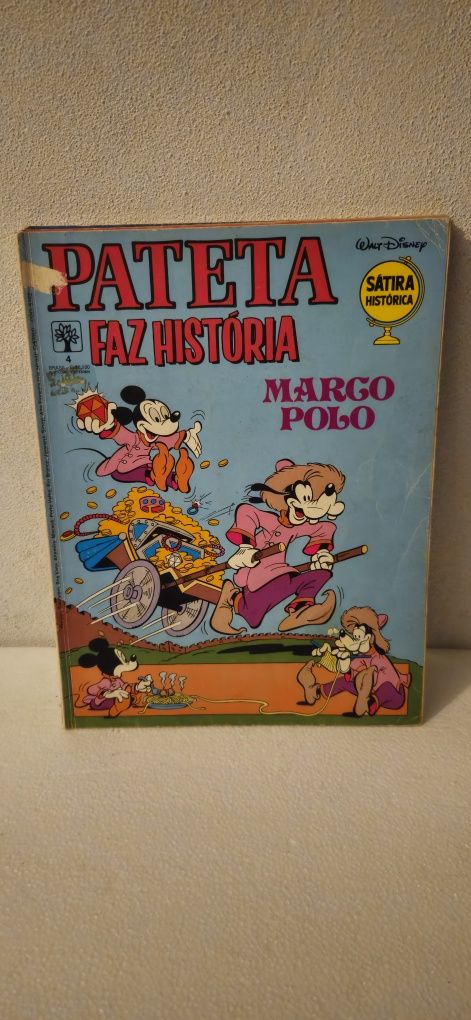 PATETA
WALT DISNEY
SÁTIRA
HISTÓRICA
FAZ HISTÓRIA
4
MARCO
POLO